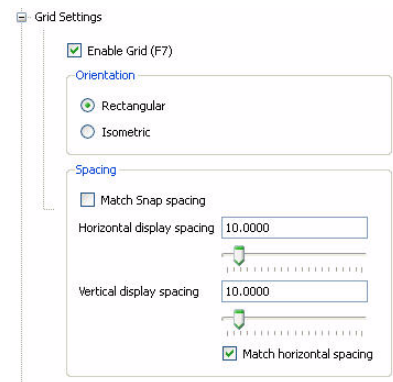 Grid Settings
Enable Grid (F7)
Orientation
Rectangular
Isometric
Spacing
Match Snap spacing
Horizontal display spacing 10.0000
Vertical display spacing 10.0000
Match horizontal spacing